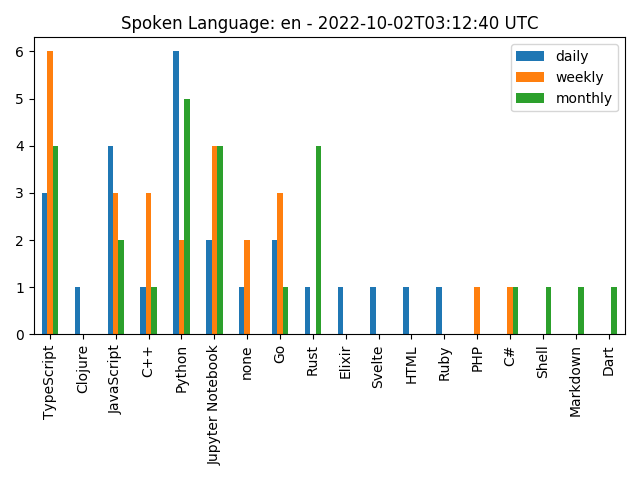 Spoken Language: en - 2022-10-02T03:12:40 UTC
daily
weekly
monthly
6
5
4
3
2
1
0
TypeScript
Clojure
JavaScript
C++
Python
Jupyter Notebook
none
Go
Rust
Elixir
Svelte
HTML
Ruby
PHP
C#
Shell
Markdown
Dart